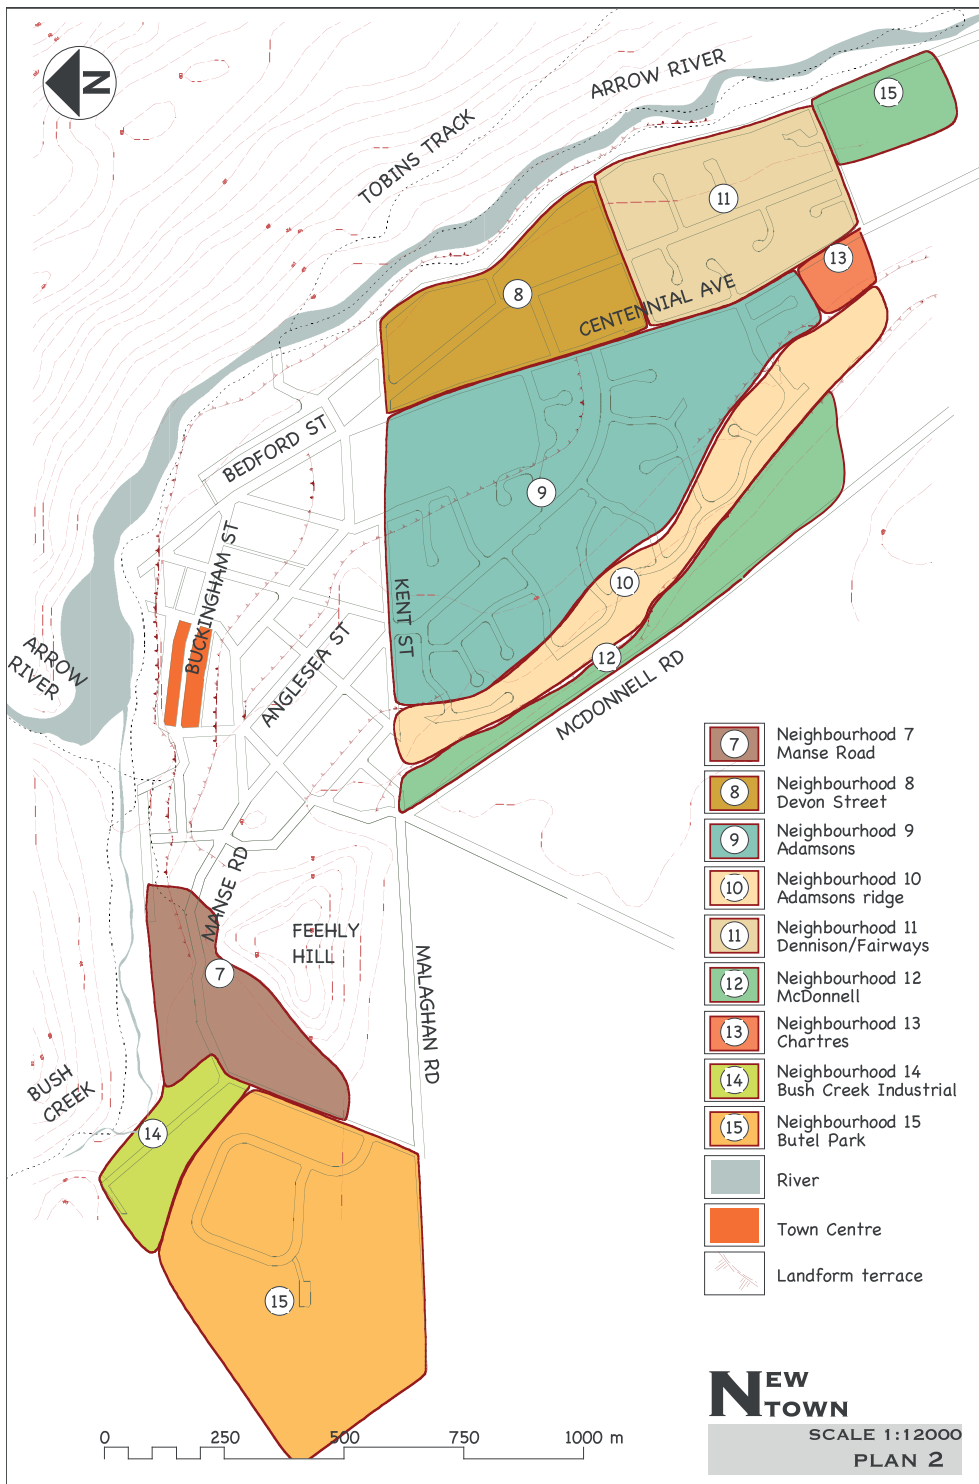 N
ARROW RIVER
15
TOBINS TRACK
11
13
8
CENTENNIAL AVE
BEDFORD ST
9
BUCKINGHAM ST
KENT ST
10
ANGLESEA ST
12
ARROW
RIVER
MCDONNELL RD
MANSE RD
FEEHLY
HILL
7
MALAGHAN RD
BUSH
CREEK
14
15
7
Neighbourhood 7
Manse Road
8
Neighbourhood 8
Devon Street
9
Neighbourhood 9
Adamsons
10
Neighbourhood 10
Adamsons ridge
11
Neighbourhood 11
Dennison/Fairways
12
Neighbourhood 12
McDonnell
13
Neighbourhood 13
Chartres
14
Neighbourhood 14
Bush Creek Industrial
15
Neighbourhood 15
Butel Park
River
Town Centre
Landform terrace
0 250 500 750 1000 m
NEW
TOWN
SCALE 1:12000
PLAN 2